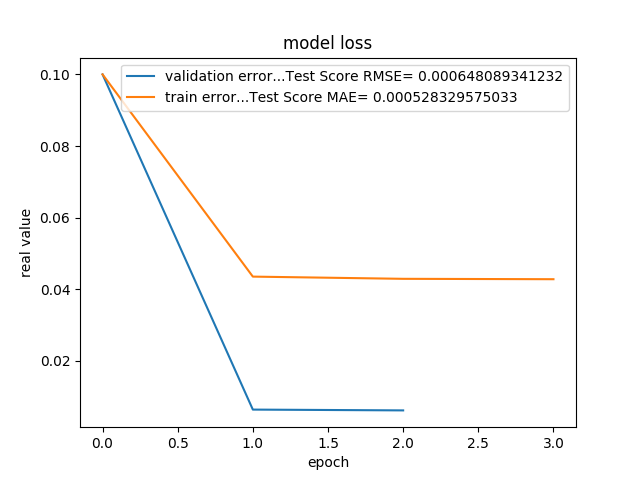 model loss
validation error...Test Score RMSE= 0.000648089341232
train error...Test Score MAE= 0.000528329575033
0.10
0.08
0.06
0.04
0.02
real value
0.0 0.5 1.0 1.5 2.0 2.5 3.0
epoch